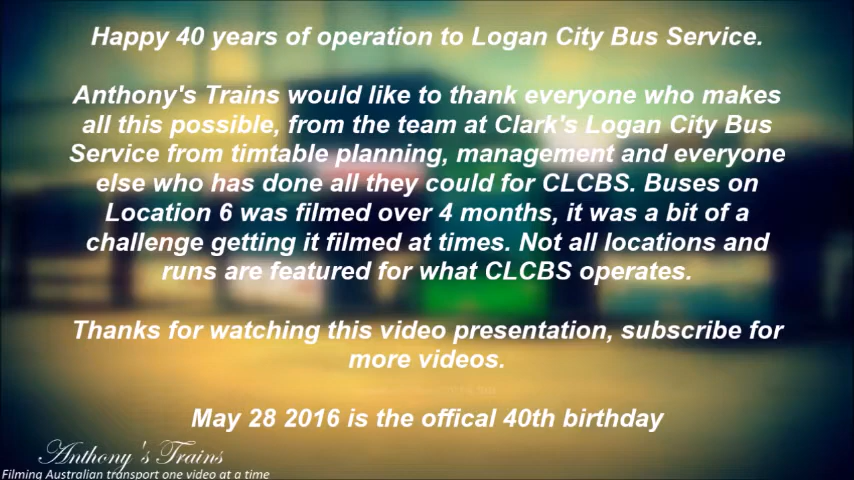 Happy 40 years of operation to Logan City Bus Service.
Anthony's Trains would like to thank everyone who makes
all this possible, from the team at Clark's Logan City Bus
Service from timtable planning, management and everyone
else who has done all they could for CLCBS. Buses on
Location 6 was filmed over 4 months, it was a bit of a
challenge getting it filmed at times. Not all locations and
runs are featured for what CLCBS operates.
Thanks for watching this video presentation, subscribe for
more videos.
May 28 2016 is the offical 40th birthday
Anthony's Trains
Filming Australian transport one video at a time